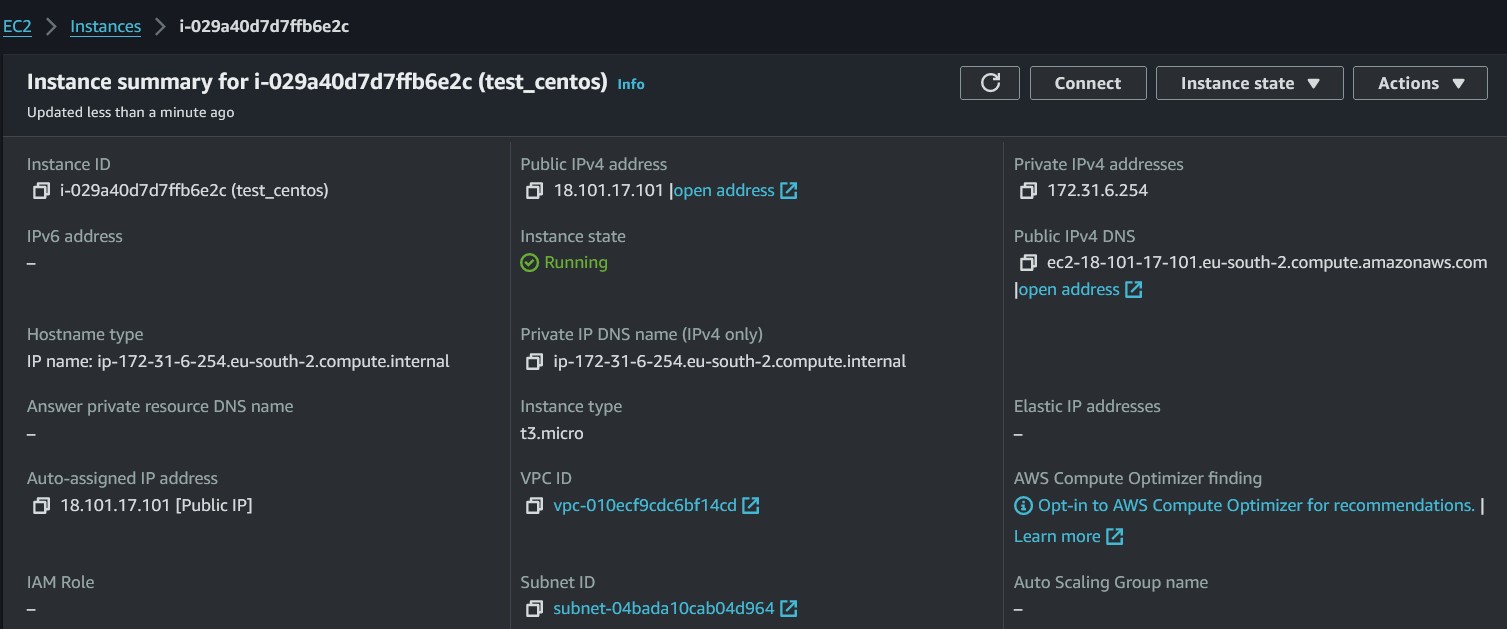 EC2 > Instances > i-029a40d7d7ffb6e2c
Instance summary for i-029a40d7d7ffb6e2c (test_centos) Info
Connect
Instance state
Actions
Updated less than a minute ago
Instance ID
i-029a40d7d7ffb6e2c (test_centos)
Public IPv4 address
18.101.17.101 |open address
Private IPv4 addresses
172.31.6.254
IPv6 address
–
Instance state
Running
Public IPv4 DNS
ec2-18-101-17-101.eu-south-2.compute.amazonaws.com
|open address
Hostname type
IP name: ip-172-31-6-254.eu-south-2.compute.internal
Private IP DNS name (IPv4 only)
ip-172-31-6-254.eu-south-2.compute.internal
Answer private resource DNS name
–
Instance type
t3.micro
Elastic IP addresses
–
Auto-assigned IP address
18.101.17.101 [Public IP]
VPC ID
vpc-010ecf9cdc6bf14cd
AWS Compute Optimizer finding
Opt-in to AWS Compute Optimizer for recommendations. |
Learn more
IAM Role
–
Subnet ID
subnet-04bada10cab04d964
Auto Scaling Group name
–